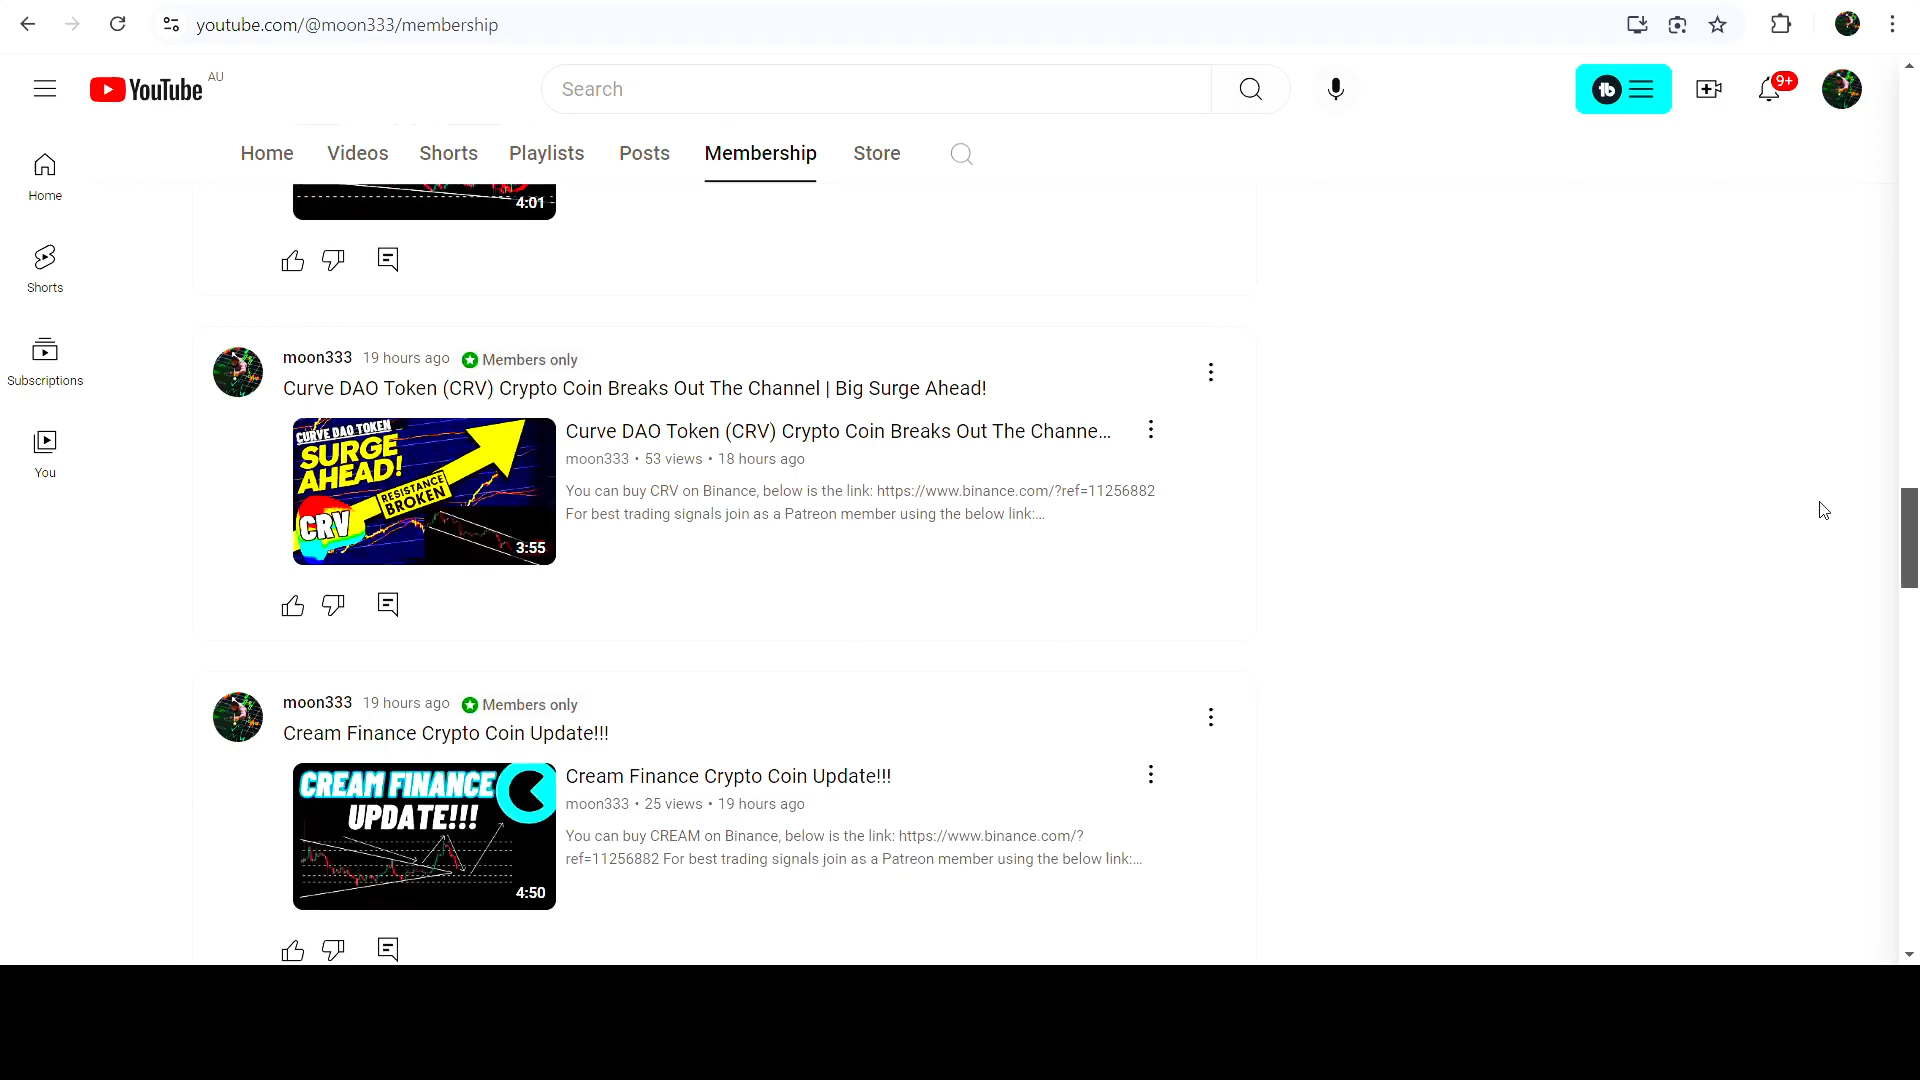 youtube.com/@moon333/membership
YouTube AU
Search
9+
Home Videos Shorts Playlists Posts Membership Store
Home
Shorts
Subscriptions
You
4:01
moon333 19 hours ago Members only
Curve DAO Token (CRV) Crypto Coin Breaks Out The Channel | Big Surge Ahead!
CURVE DAO TOKEN
SURGE
AHEAD!
RESISTANCE
BROKEN
CRV
3:55
Curve DAO Token (CRV) Crypto Coin Breaks Out The Channe...
moon333 • 53 views • 18 hours ago
You can buy CRV on Binance, below is the link: https://www.binance.com/?ref=11256882
For best trading signals join as a Patreon member using the below link:...
moon333 19 hours ago Members only
Cream Finance Crypto Coin Update!!!
CREAM FINANCE
UPDATE!!!
4:50
Cream Finance Crypto Coin Update!!!
moon333 • 25 views • 19 hours ago
You can buy CREAM on Binance, below is the link: https://www.binance.com/?
ref=11256882 For best trading signals join as a Patreon member using the below link:...